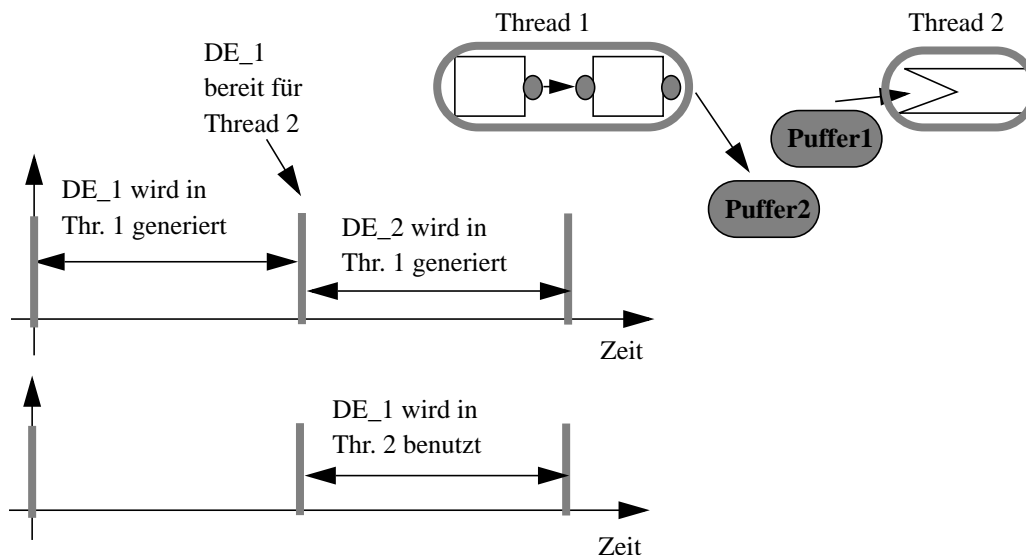 Thread 1
Thread 2
DE_1
bereit für
Thread 2
Puffer1
Puffer2
DE_1 wird in
Thr. 1 generiert
DE_2 wird in
Thr. 1 generiert
Zeit
DE_1 wird in
Thr. 2 benutzt
Zeit